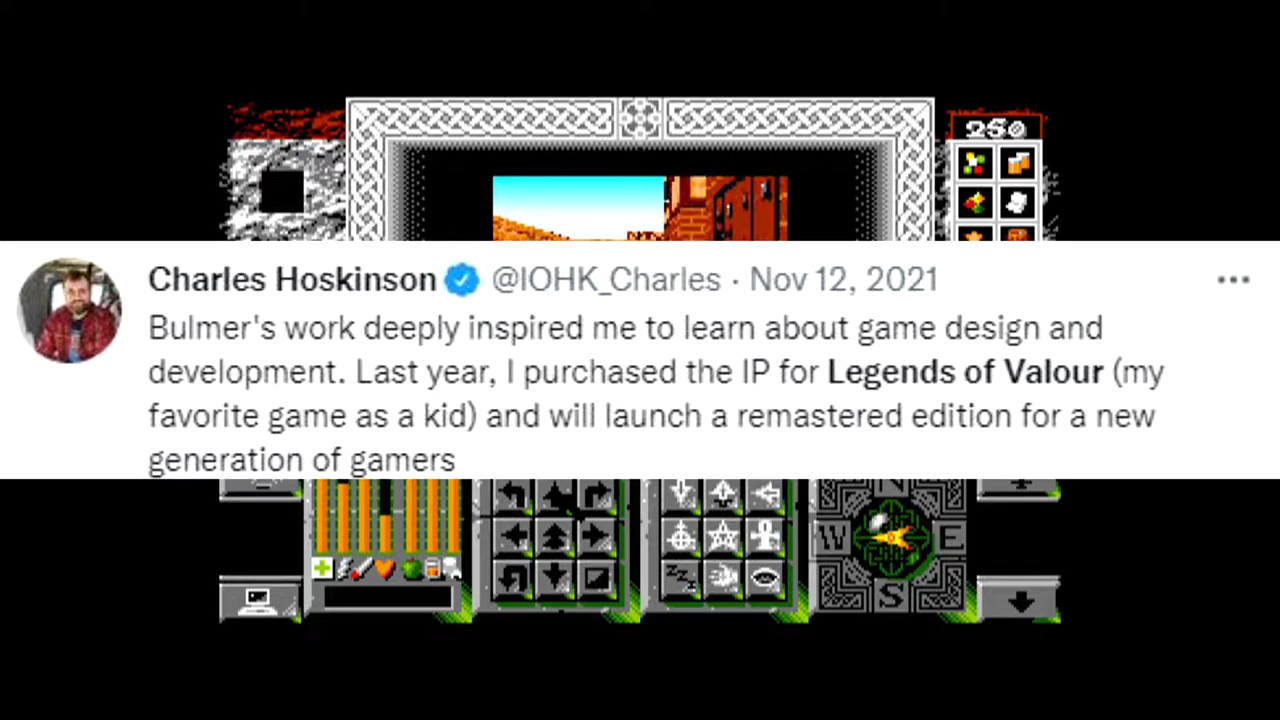 250
Charles Hoskinson @IOHK_Charles · Nov 12, 2021 ...
Bulmer's work deeply inspired me to learn about game design and
development. Last year, I purchased the IP for Legends of Valour (my
favorite game as a kid) and will launch a remastered edition for a new
generation of gamers
N
W E
zzz
S